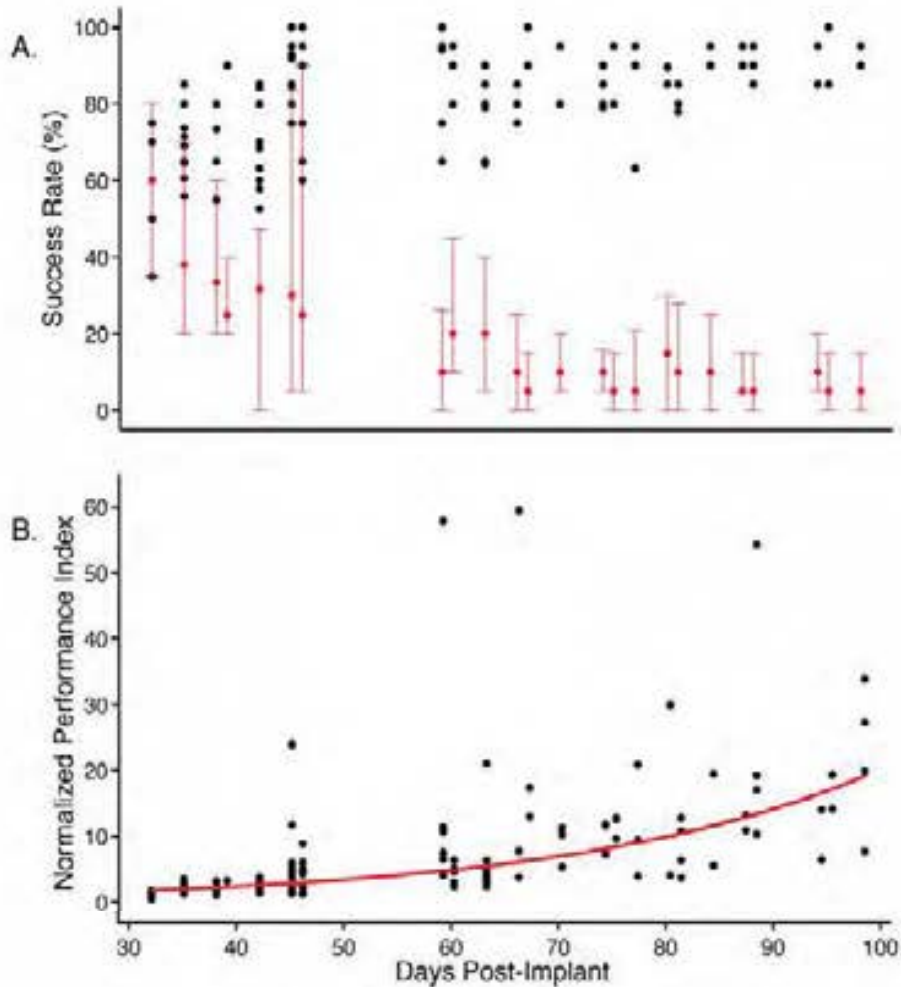 A.
Success Rate (%)
100
80
60
40
20
0
B.
Normalized Performance Index
60
50
40
30
20
10
0
30 40 50 60 70 80 90 100
Days Post-Implant